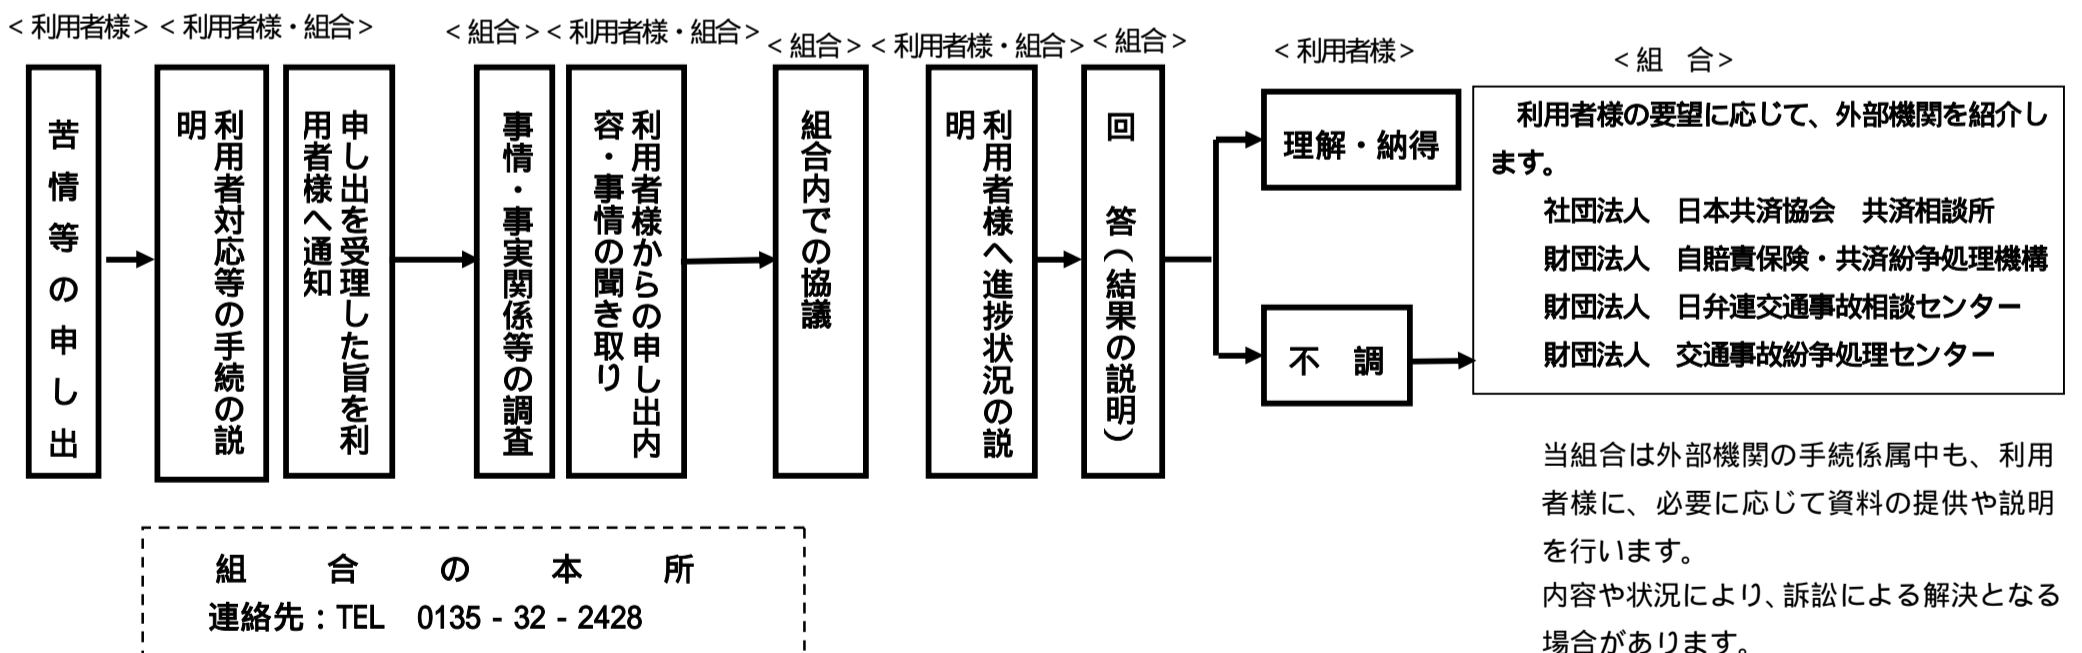 <利用者様>
<利用者様・組合>
<組合>
<利用者様・組合>
<組合>
<利用者様・組合>
<組合>
<利用者様>
<組　合>
苦情等の申し出
利用者対応等の手続の説
明
申し出を受理した旨を利
用者様へ通知
事情・事実関係等の調査
利用者様からの申し出内
容・事情の聞き取り
組合内での協議
利用者様へ進捗状況の説
明
回　答(結果の説明)
理解・納得
不　調
利用者様の要望に応じて、外部機関を紹介し
ます。
社団法人　日本共済協会　共済相談所
財団法人　自賠責保険・共済紛争処理機構
財団法人　日弁連交通事故相談センター
財団法人　交通事故紛争処理センター
当組合は外部機関の手続係属中も、利用
者様に、必要に応じて資料の提供や説明
を行います。
内容や状況により、訴訟による解決となる
場合があります。
組　合　の　本　所
連絡先：TEL　0135 - 32 - 2428